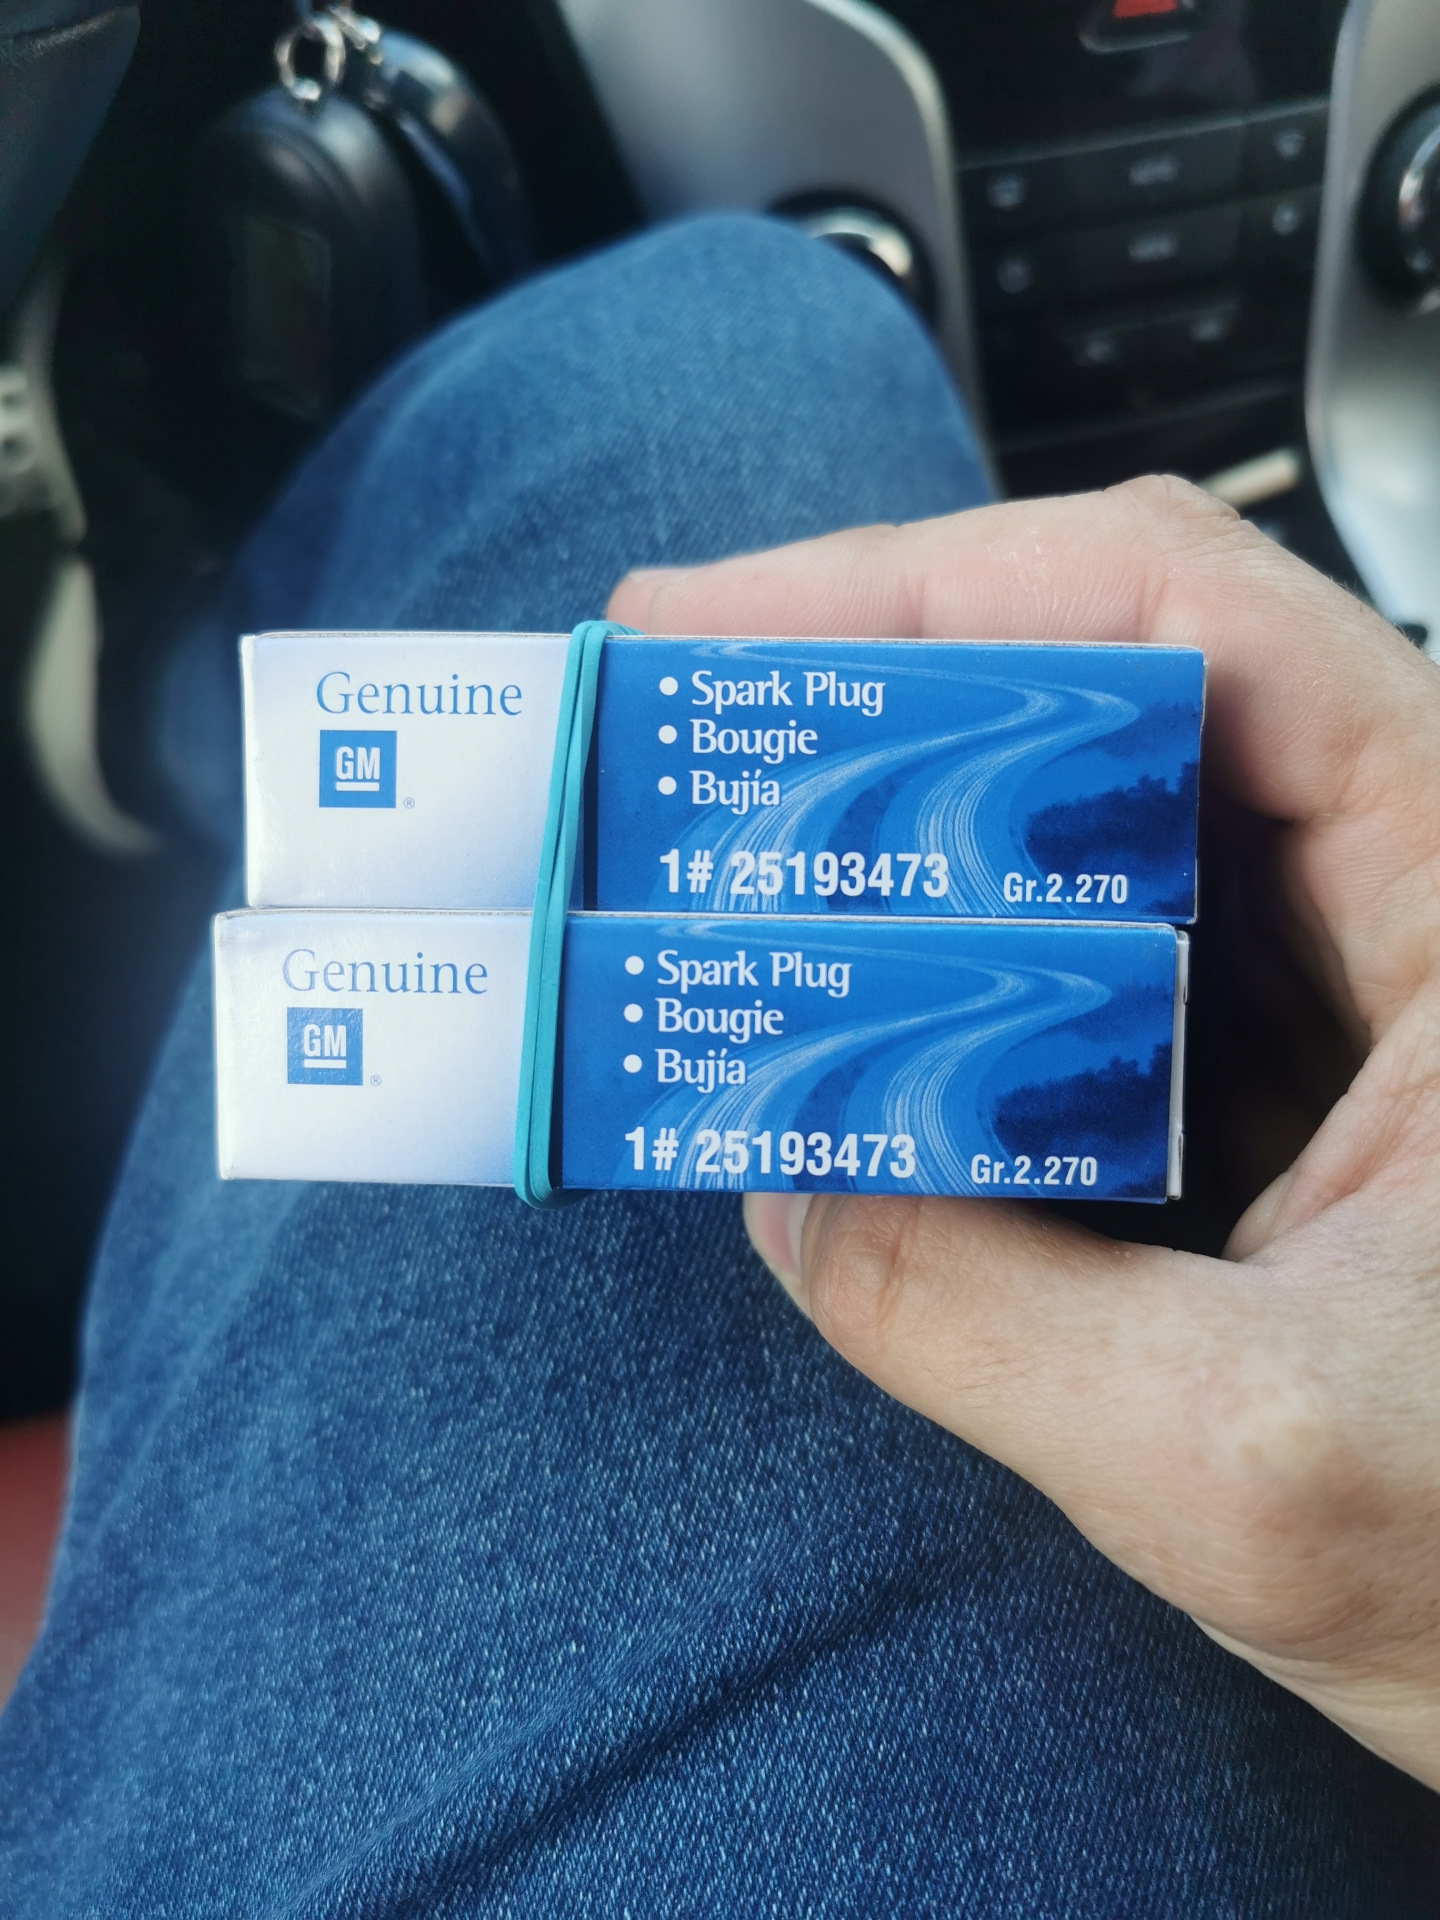 Genuine
GM
®
• Spark Plug
• Bougie
• Bujía
1# 25193473 Gr.2.270
Genuine
GM
®
• Spark Plug
• Bougie
• Bujía
1# 25193473 Gr.2.270